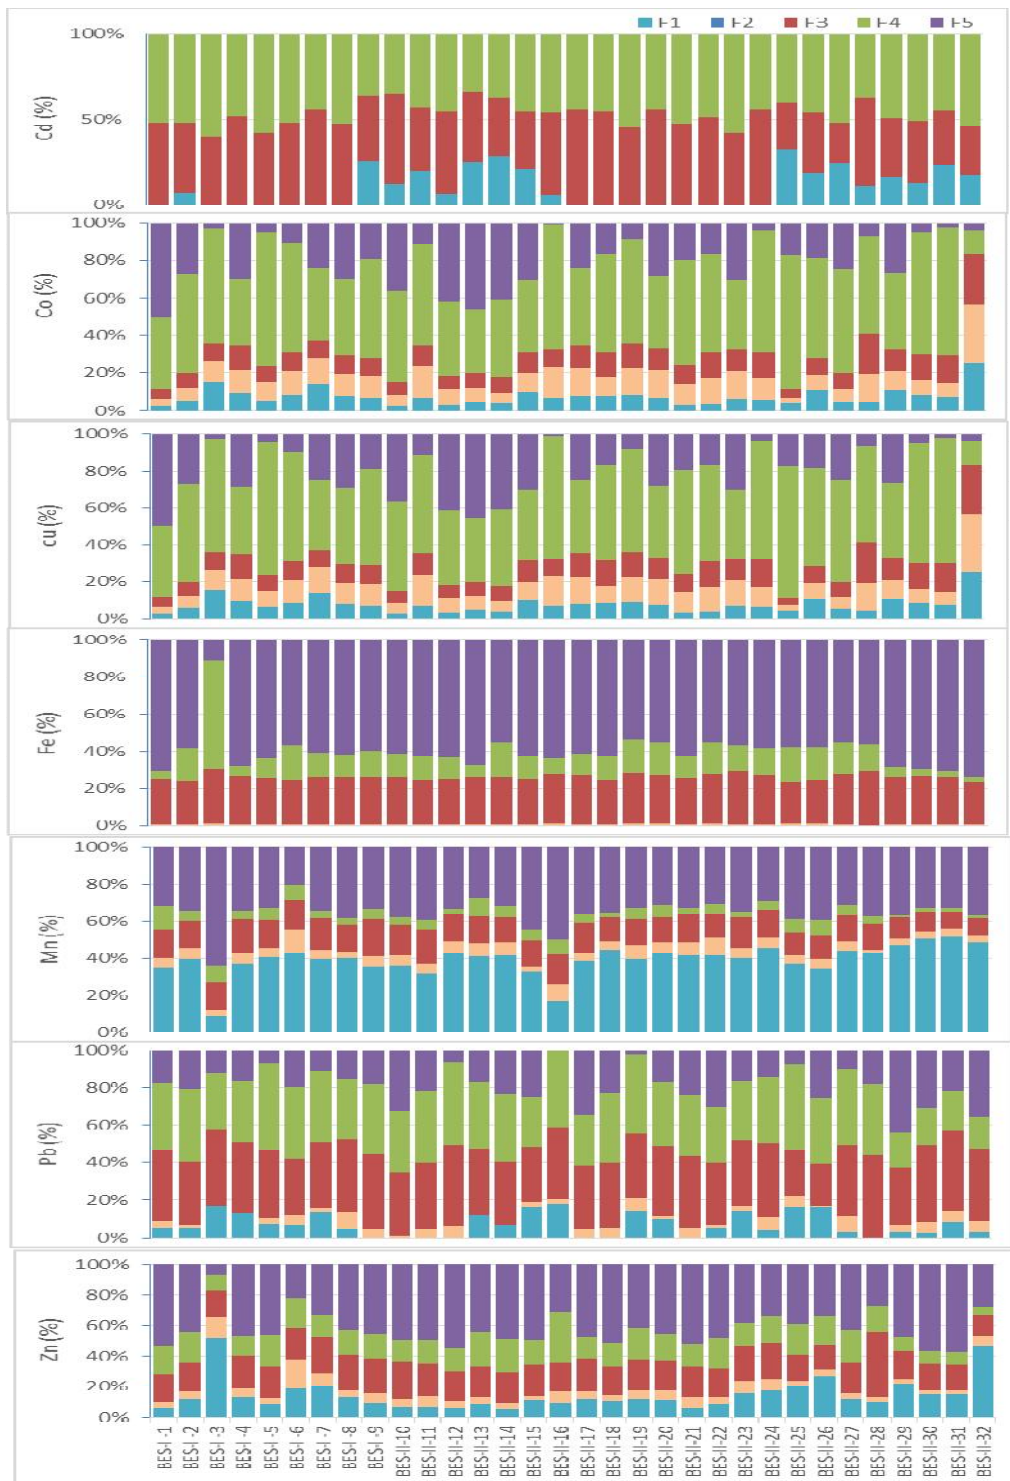 F1 F2 F3 F4 F5
100%
50%
0%
Cd (%)
100%
80%
60%
40%
20%
0%
Co (%)
100%
80%
60%
40%
20%
0%
cu (%)
100%
80%
60%
40%
20%
0%
Fe (%)
100%
80%
60%
40%
20%
0%
Mn (%)
100%
80%
60%
40%
20%
0%
Pb (%)
100%
80%
60%
40%
20%
0%
Zn (%)
BES-I -1
BES-I -2
BES-I -3
BES-I -4
BES-I -5
BES-I -6
BES-I -7
BES-I -8
BES-I -9
BES-II-10
BES-II-11
BES-II-12
BES-II-13
BES-II-14
BES-II-15
BES-II-16
BES-II-17
BES-II-18
BES-II-19
BES-II-20
BES-II-21
BES-II-22
BES-II-23
BES-II-24
BES-II-25
BES-II-26
BES-II-27
BES-II-28
BES-II-29
BES-II-30
BES-II-31
BES-II-32